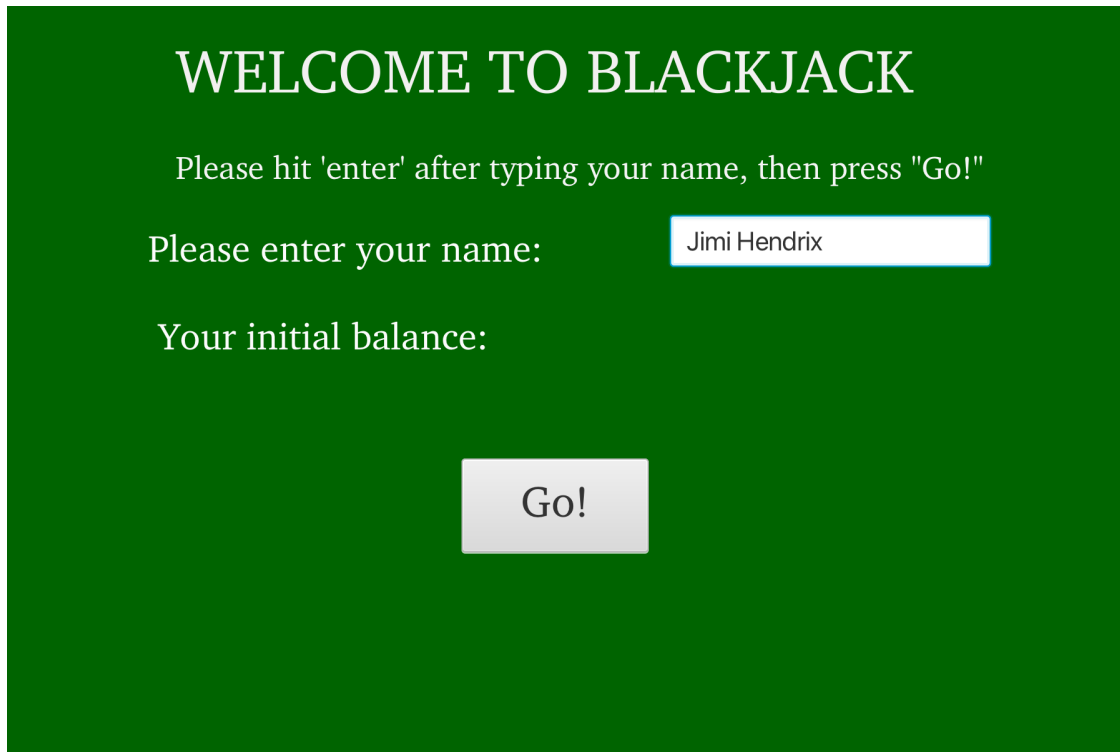 WELCOME TO BLACKJACK
Please hit 'enter' after typing your name, then press "Go!"
Please enter your name: Jimi Hendrix
Your initial balance:
Go!